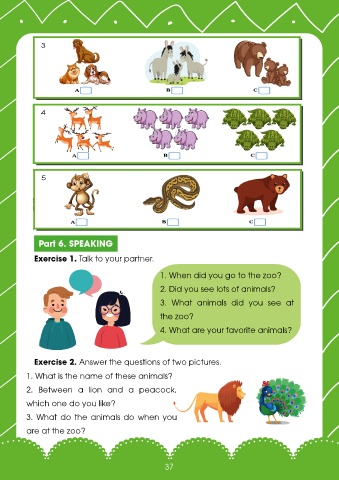 3
A B C
4
A B C
5
A B C
Part 6. SPEAKING
Exercise 1. Talk to your partner.
1. When did you go to the zoo?
2. Did you see lots of animals?
3. What animals did you see at
the zoo?
4. What are your favorite animals?
Exercise 2. Answer the questions of two pictures.
1. What is the name of these animals?
2. Between a lion and a peacock,
which one do you like?
3. What do the animals do when you
are at the zoo?
37